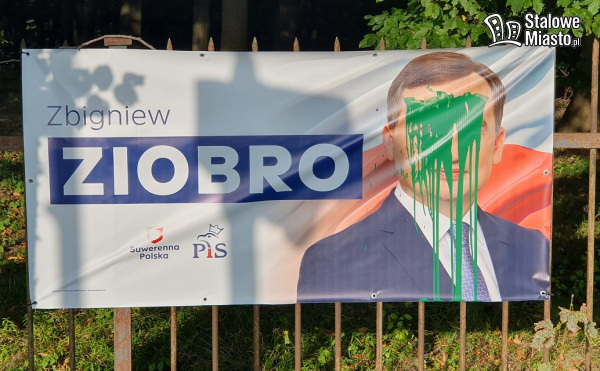 Stalowe
Miasto.pl
Zbigniew
ZIOBRO
Suwerenna
Polska
PiS